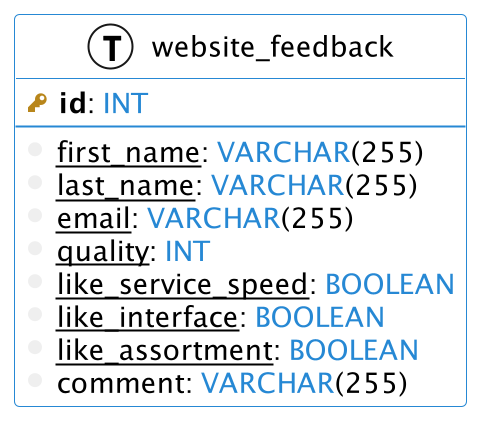 T website_feedback
id: INT
first_name: VARCHAR(255)
last_name: VARCHAR(255)
email: VARCHAR(255)
quality: INT
like_service_speed: BOOLEAN
like_interface: BOOLEAN
like_assortment: BOOLEAN
comment: VARCHAR(255)